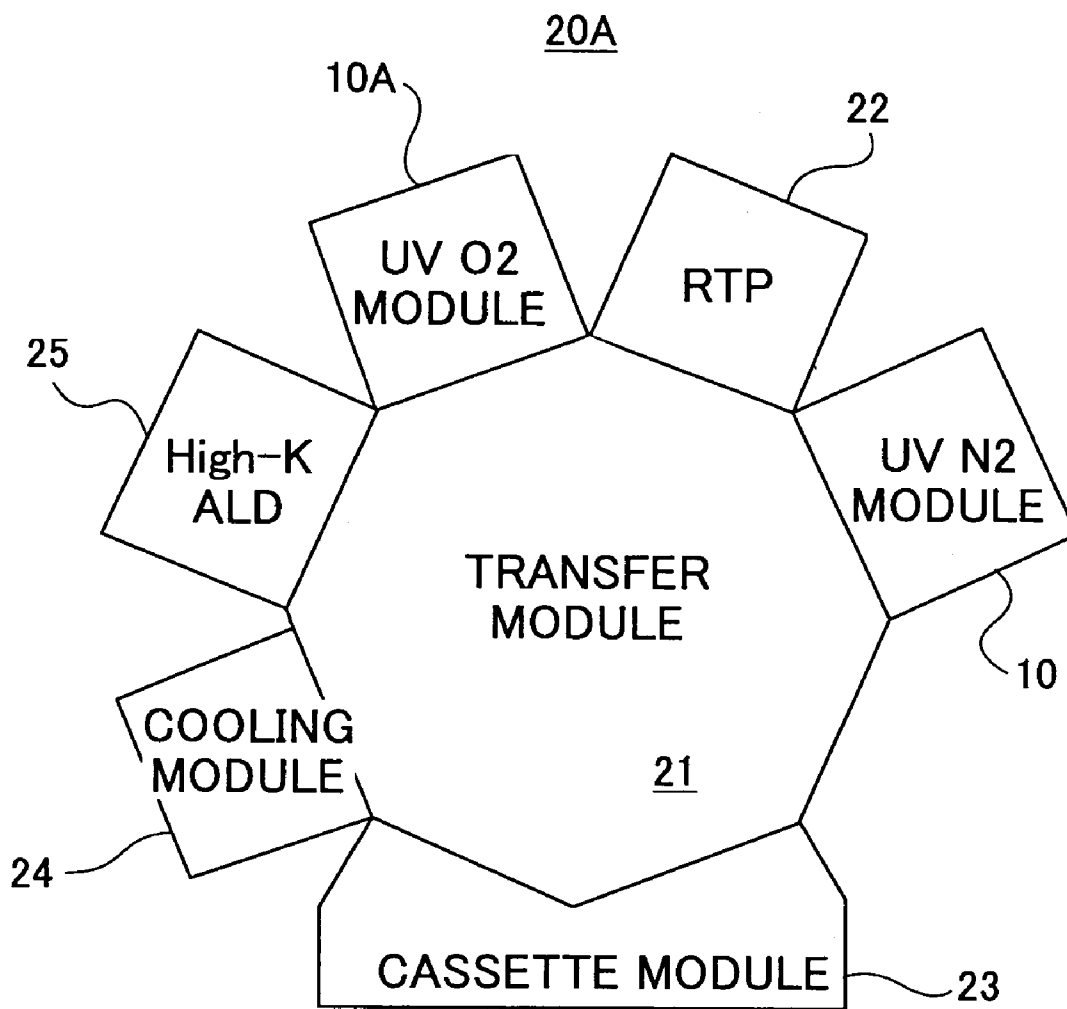 20A
10A
22
UV O2
MODULE
RTP
25
High-K
ALD
UV N2
MODULE
TRANSFER
MODULE
10
COOLING
MODULE
21
24
CASSETTE MODULE
23